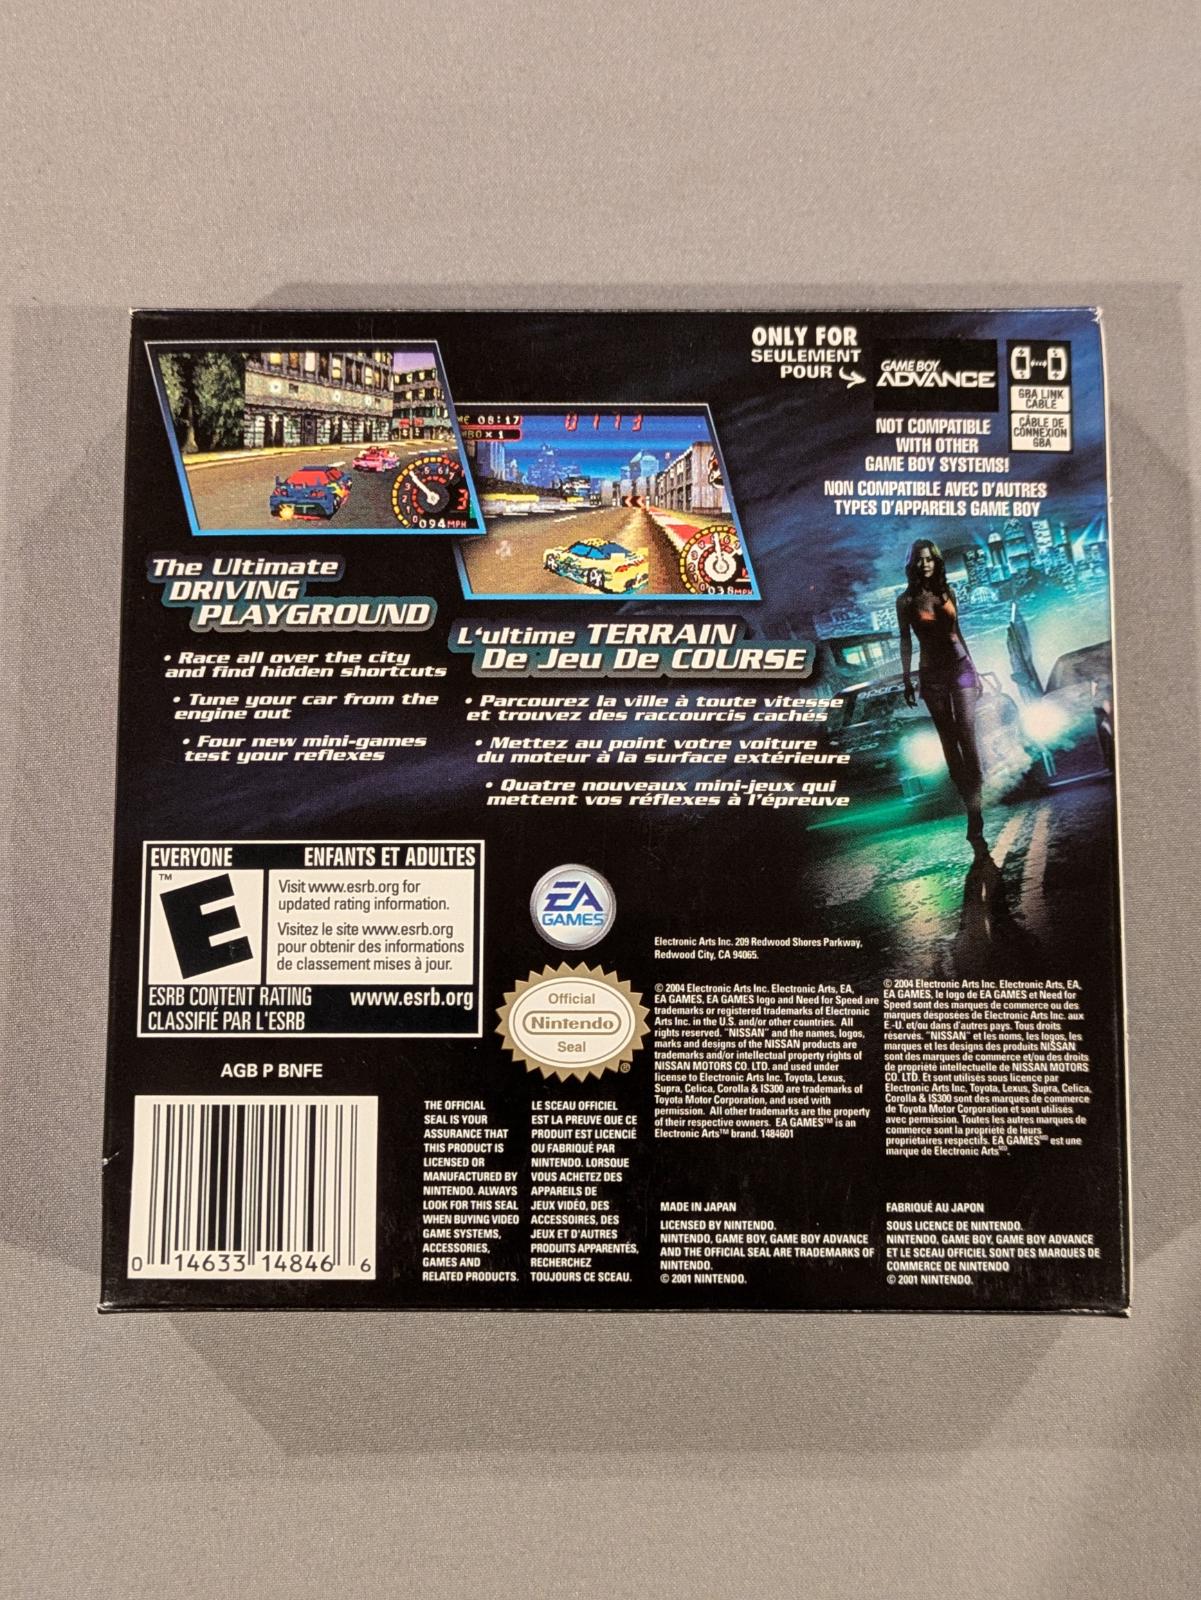 ONLY FOR
SEULEMENT
POUR
GAME BOY
ADVANCE
GBA LINK
CABLE
CÂBLE DE
CONNEXION
GBA
NOT COMPATIBLE
WITH OTHER
GAME BOY SYSTEMS!
NON COMPATIBLE AVEC D'AUTRES
TYPES D'APPAREILS GAME BOY
094MPH
08:17
x 1
0113
038MPH
The Ultimate
DRIVING
PLAYGROUND
• Race all over the city
and find hidden shortcuts
• Tune your car from the
engine out
• Four new mini-games
test your reflexes
L'ultime TERRAIN
De Jeu De COURSE
• Parcourez la ville à toute vitesse
et trouvez des raccourcis cachés
• Mettez au point votre voiture
du moteur à la surface extérieure
• Quatre nouveaux mini-jeux qui
mettent vos réflexes à l'épreuve
EVERYONE ENFANTS ET ADULTES
E™
Visit www.esrb.org for
updated rating information.
Visitez le site www.esrb.org
pour obtenir des informations
de classement mises à jour.
ESRB CONTENT RATING www.esrb.org
CLASSIFIÉ PAR L'ESRB
AGB P BNFE
0 14633 14846 6
EA
GAMES
Official
Nintendo
Seal
®
THE OFFICIAL
SEAL IS YOUR
ASSURANCE THAT
THIS PRODUCT IS
LICENSED OR
MANUFACTURED BY
NINTENDO. ALWAYS
LOOK FOR THIS SEAL
WHEN BUYING VIDEO
GAME SYSTEMS,
ACCESSORIES,
GAMES AND
RELATED PRODUCTS.
LE SCEAU OFFICIEL
EST LA PREUVE QUE CE
PRODUIT EST LICENCIÉ
OU FABRIQUÉ PAR
NINTENDO. LORSQUE
VOUS ACHETEZ DES
APPAREILS DE
JEUX VIDÉO, DES
ACCESSOIRES, DES
JEUX ET D'AUTRES
PRODUITS APPARENTÉS,
RECHERCHEZ
TOUJOURS CE SCEAU.
Electronic Arts Inc. 209 Redwood Shores Parkway,
Redwood City, CA 94065.
© 2004 Electronic Arts Inc. Electronic Arts, EA,
EA GAMES, EA GAMES logo and Need for Speed are
trademarks or registered trademarks of Electronic
Arts Inc. in the U.S. and/or other countries. All
rights reserved. "NISSAN" and the names, logos,
marks and designs of the NISSAN products are
trademarks and/or intellectual property rights of
NISSAN MOTORS CO. LTD. and used under
license to Electronic Arts Inc. Toyota, Lexus,
Supra, Celica, Corolla & IS300 are trademarks of
Toyota Motor Corporation, and used with
permission. All other trademarks are the property
of their respective owners. EA GAMES™ is an
Electronic Arts™ brand. 1484601
© 2004 Electronic Arts Inc. Electronic Arts, EA,
EA GAMES, le logo de EA GAMES et Need for
Speed sont des marques de commerce ou des
marques désposées de Electronic Arts Inc. aux
E.-U. et/ou dans d'autres pays. Tous droits
réservés. "NISSAN" et les noms, les logos, les
marques et les designs des produits NISSAN
sont des marques de commerce et/ou des droits
de propriété intellectuelle de NISSAN MOTORS
CO. LTD. Et sont utilisés sous licence par
Electronic Arts Inc, Toyota, Lexus, Supra, Celica,
Corolla & IS300 sont des marques de commerce
de Toyota Motor Corporation et sont utilisés
avec permission. Toutes les autres marques de
commerce sont la propriété de leurs
propriétaires respectifs. EA GAMES MD est une
marque de Electronic Arts MD.
MADE IN JAPAN
LICENSED BY NINTENDO.
NINTENDO, GAME BOY, GAME BOY ADVANCE
AND THE OFFICIAL SEAL ARE TRADEMARKS OF
NINTENDO.
© 2001 NINTENDO.
FABRIQUÉ AU JAPON
SOUS LICENCE DE NINTENDO.
NINTENDO, GAME BOY, GAME BOY ADVANCE
ET LE SCEAU OFFICIEL SONT DES MARQUES DE
COMMERCE DE NINTENDO
© 2001 NINTENDO.